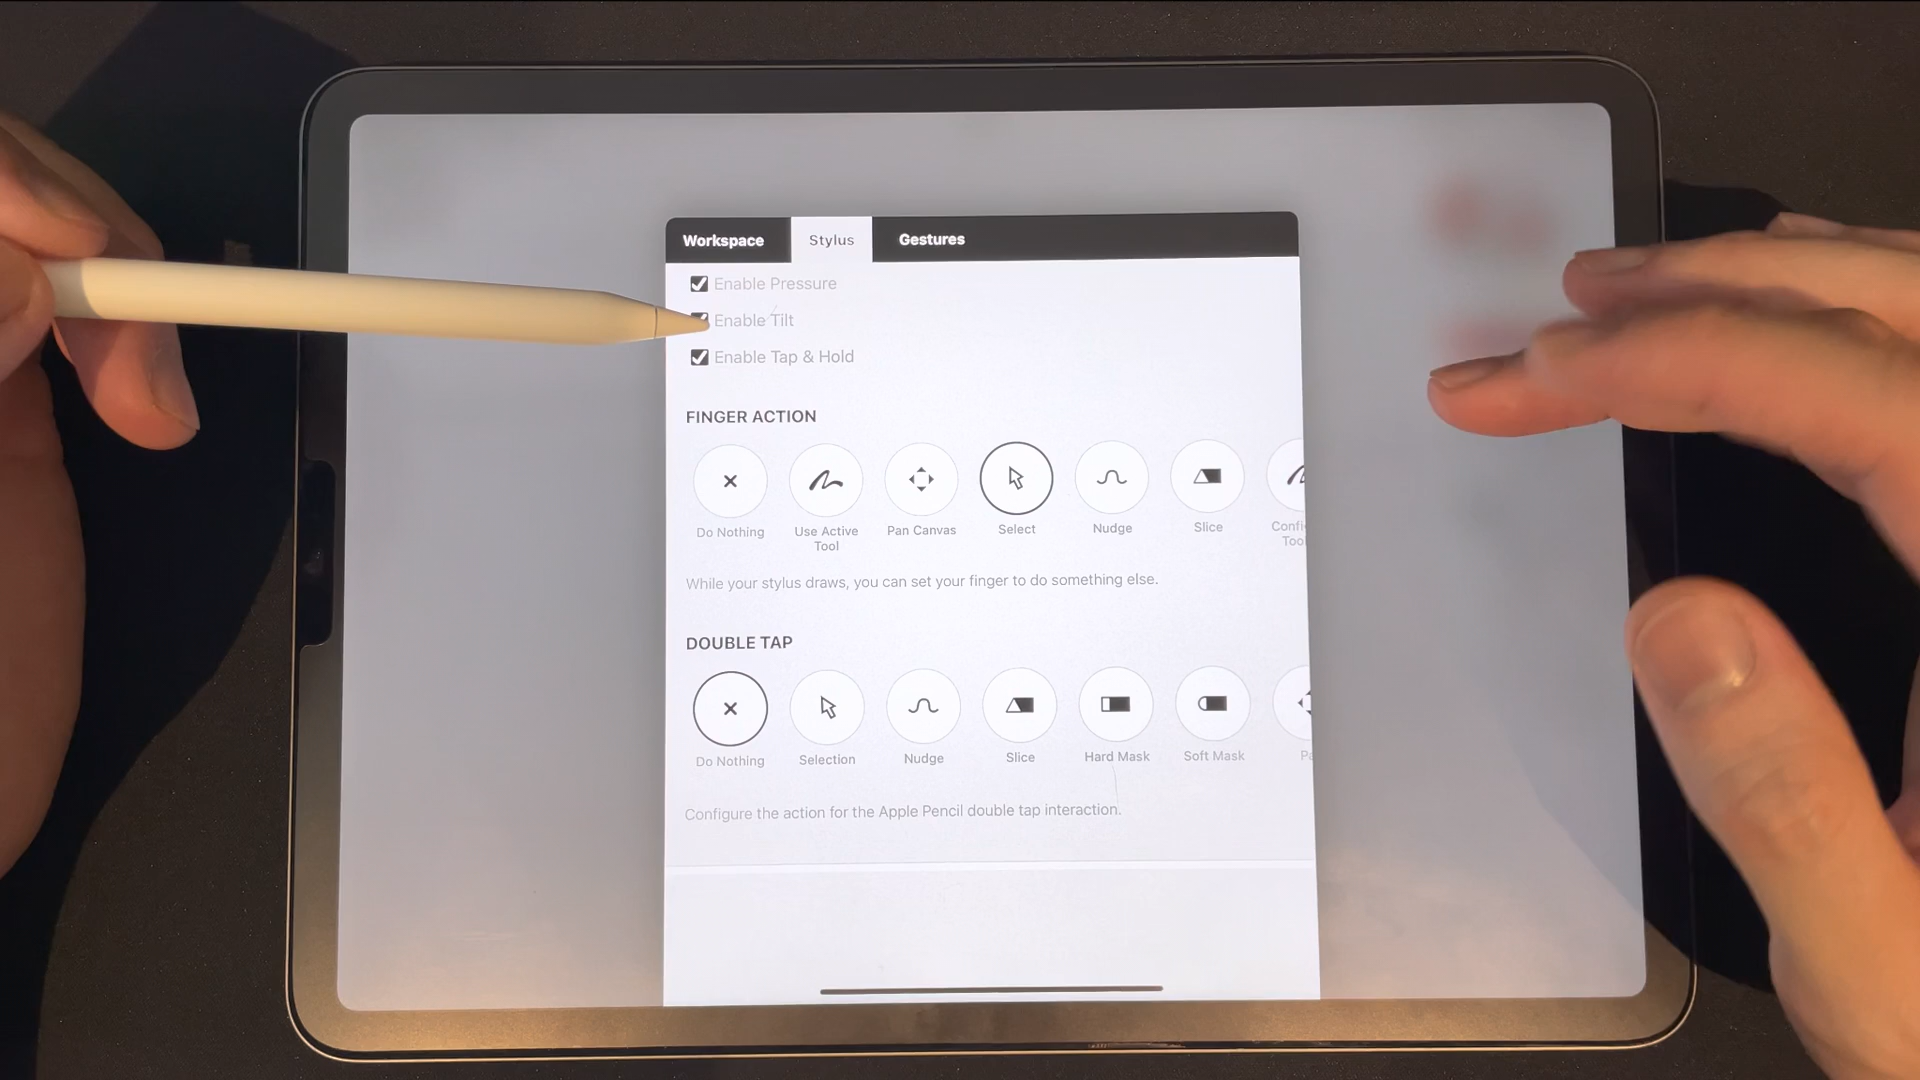 Workspace Stylus Gestures
Enable Pressure
Enable Tilt
Enable Tap & Hold
FINGER ACTION
Do Nothing Use Active Pan Canvas Select Nudge Slice
Tool
While your stylus draws, you can set your finger to do something else.
DOUBLE TAP
Do Nothing Selection Nudge Slice Hard Mask Soft Mask
Configure the action for the Apple Pencil double tap interaction.